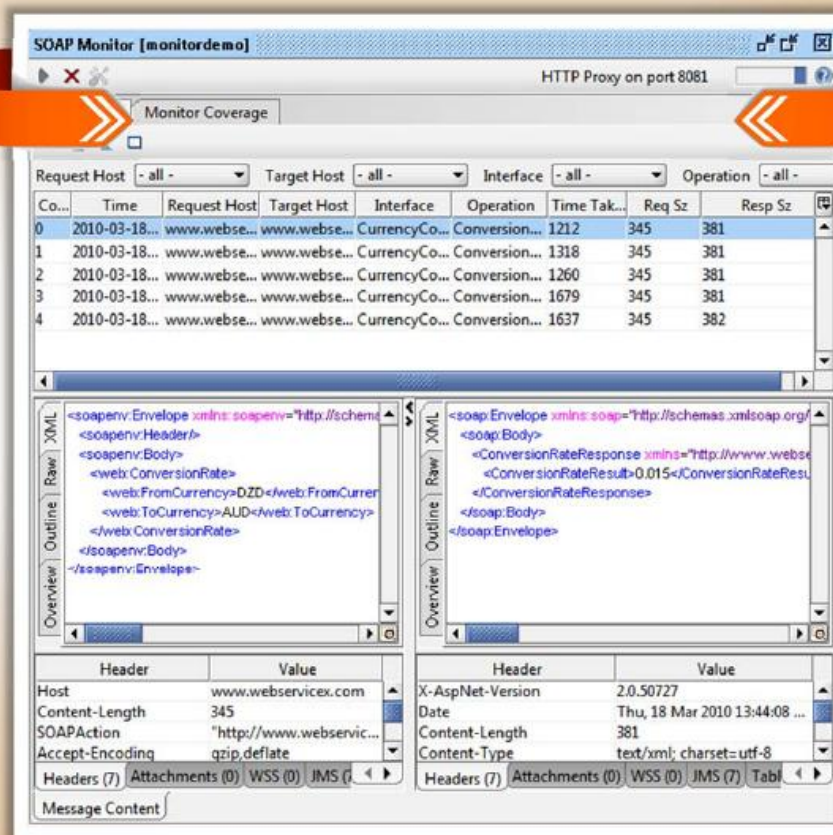 SOAP Monitor [monitordemo]
HTTP Proxy on port 8081
Monitor Coverage
Request Host - all - Target Host - all - Interface - all - Operation - all -
Co... Time Request Host Target Host Interface Operation Time Tak... Req Sz Resp Sz
0 2010-03-18... www.webse... www.webse... CurrencyCo... Conversion... 1212 345 381
1 2010-03-18... www.webse... www.webse... CurrencyCo... Conversion... 1318 345 381
2 2010-03-18... www.webse... www.webse... CurrencyCo... Conversion... 1260 345 381
3 2010-03-18... www.webse... www.webse... CurrencyCo... Conversion... 1679 345 381
4 2010-03-18... www.webse... www.webse... CurrencyCo... Conversion... 1637 345 382
XML
Raw
Outline
Overview
<soapenv:Envelope xmlns:soapenv="http://schema
<soapenv:Header/>
<soapenv:Body>
<web:ConversionRate>
<web:FromCurrency>DZD</web:FromCurren
<web:ToCurrency>AUD</web:ToCurrency>
</web:ConversionRate>
</soapenv:Body>
</soapenv:Envelope>
XML
Raw
Outline
Overview
<soap:Envelope xmlns:soap="http://schemas.xmlsoap.org/
<soap:Body>
<ConversionRateResponse xmlns="http://www.webse
<ConversionRateResult>0.015</ConversionRateResu
</ConversionRateResponse>
</soap:Body>
</soap:Envelope>
Header Value
Host www.webservicex.com
Content-Length 345
SOAPAction "http://www.webservic...
Accept-Encoding gzip,deflate
Headers (7) Attachments (0) WSS (0) JMS (7
Header Value
X-AspNet-Version 2.0.50727
Date Thu, 18 Mar 2010 13:44:08 ...
Content-Length 381
Content-Type text/xml; charset=utf-8
Headers (7) Attachments (0) WSS (0) JMS (7) Tabl
Message Content